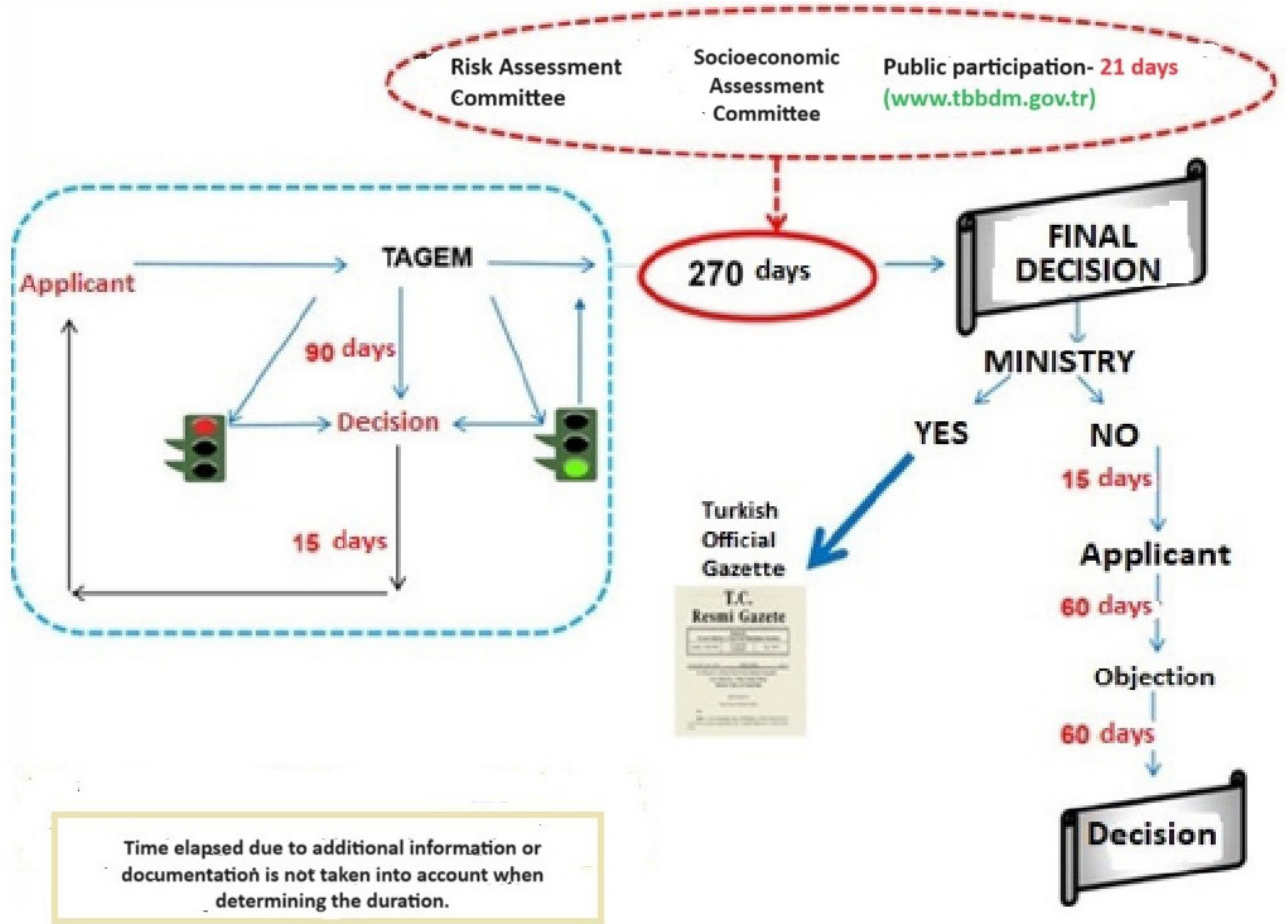 Risk Assessment
Committee
Socioeconomic
Assessment
Committee
Public participation- 21 days
(www.tbbdm.gov.tr)
Applicant
TAGEM
270 days
FINAL
DECISION
90 days
Decision
15 days
MINISTRY
YES
NO
15 days
Turkish
Official
Gazette
T.C.
Resmi Gazete
Applicant
60 days
Objection
60 days
Decision
Time elapsed due to additional information or
documentation is not taken into account when
determining the duration.